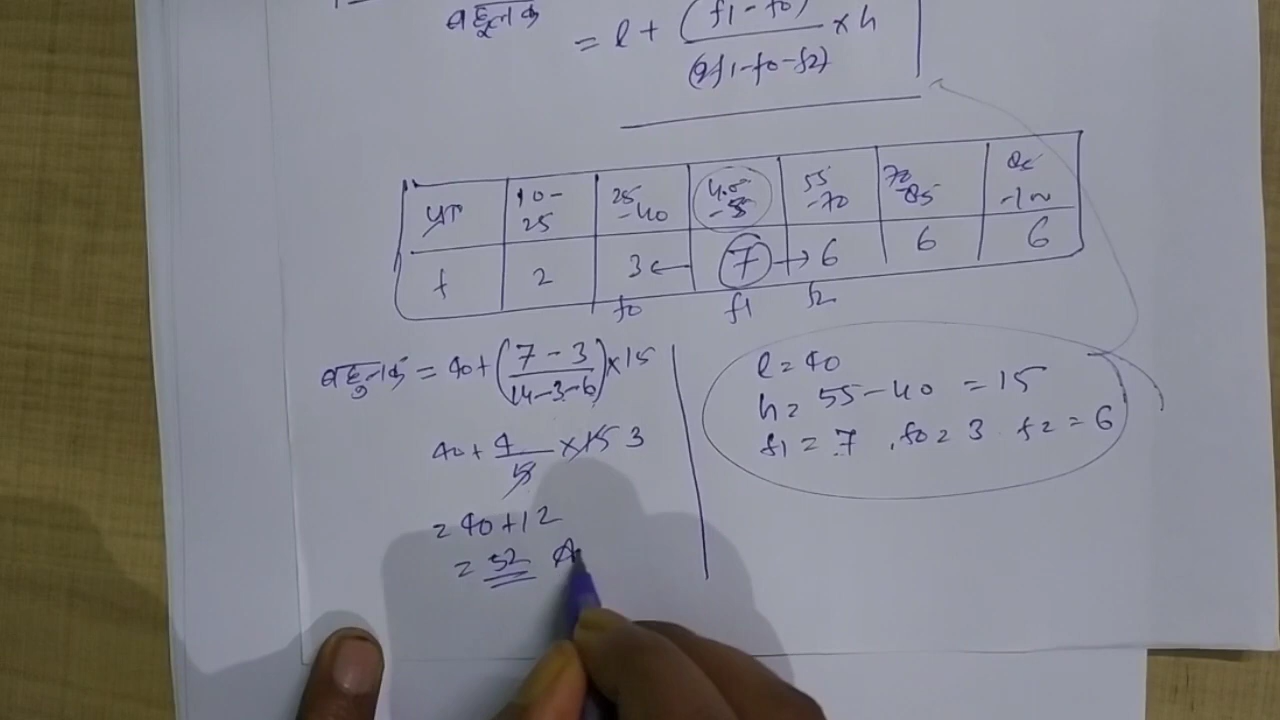 बहुलक
= l + (f1-f0) × h
(2f1-f0-f2)
10-25 25-40 40-55 55-70 70-85 85
f 2 3 ← 7 → 6 6 6
f0 f1 f2
बहुलक = 40+(7-3/14-3-6)×15
40+4/5×15 3
= 40+12
= 52
l = 40
h = 55-40 = 15
f1 = 7, f0 = 3 f2 = 6